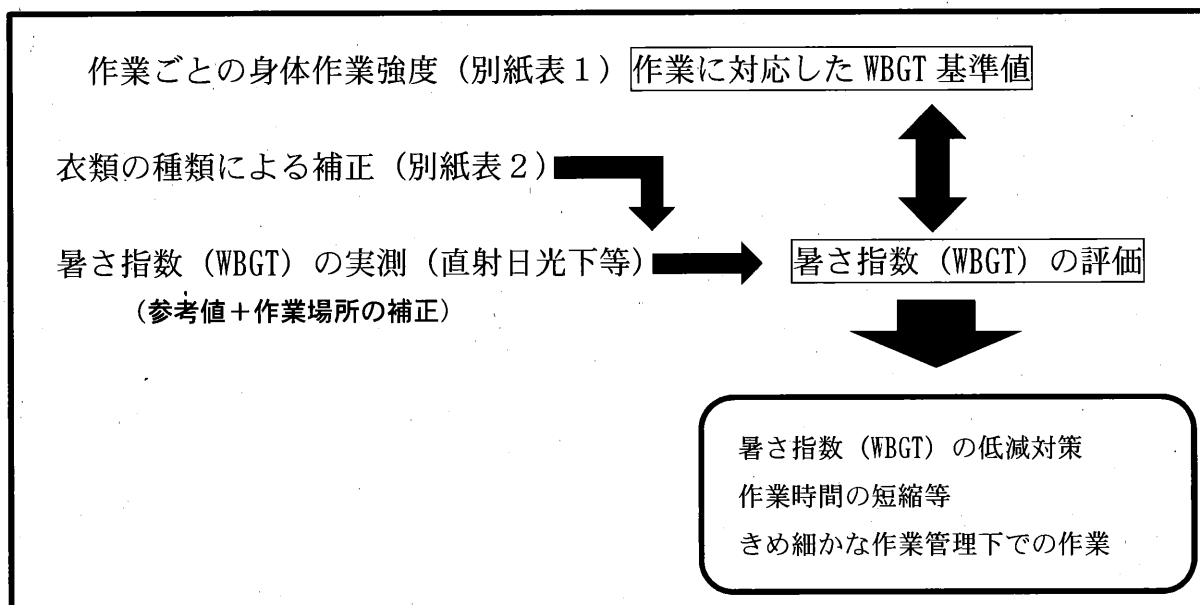 作業ごとの身体作業強度（別紙表１）作業に対応した WBGT 基準値
衣類の種類による補正（別紙表２）
暑さ指数（WBGT）の実測（直射日光下等）
（参考値＋作業場所の補正）
暑さ指数（WBGT）の評価
暑さ指数（WBGT）の低減対策
作業時間の短縮等
きめ細かな作業管理下での作業